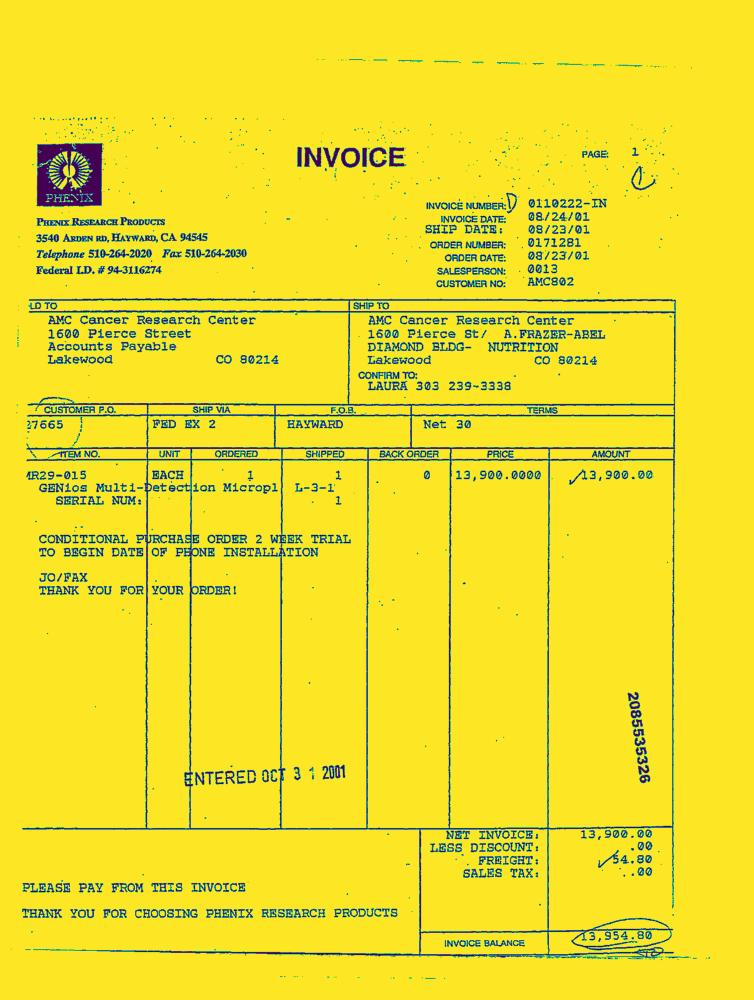 INVOICE
PAGE: 1
1
PHENIX
PHENIX RESEARCH PRODUCTS
3540 ARDEN RD, HAYWARD, CA 94545
Telephone 510-264-2020 Fax 510-264-2030
Federal I.D. # 94-3116274
INVOICE NUMBER: 0110222-IN
INVOICE DATE: 08/24/01
SHIP DATE: 08/23/01
ORDER NUMBER: 0171281
ORDER DATE: 08/23/01
SALESPERSON: 0013
CUSTOMER NO: AMC802
LD TO
AMC Cancer Research Center
1600 Pierce Street
Accounts Payable
Lakewood CO 80214
SHIP TO
AMC Cancer Research Center
1600 Pierce St/ A.FRAZER-ABEL
DIAMOND BLDG- NUTRITION
Lakewood CO 80214
CONFIRM TO:
LAURA 303 239-3338
CUSTOMER P.O. SHIP VIA F.O.B. TERMS
27665 FED EX 2 HAYWARD Net 30
ITEM NO. UNIT ORDERED SHIPPED BACK ORDER PRICE AMOUNT
MR29-015 EACH 1 1 0 13,900.0000 13,900.00
GENios Multi-Detection Micropl L-3-1
SERIAL NUM: 1
CONDITIONAL PURCHASE ORDER 2 WEEK TRIAL
TO BEGIN DATE OF PHONE INSTALLATION
JO/FAX
THANK YOU FOR YOUR ORDER!
2085535326
ENTERED OCT 3 1 2001
NET INVOICE: 13,900.00
LESS DISCOUNT: .00
FREIGHT: 54.80
SALES TAX: .00
PLEASE PAY FROM THIS INVOICE
THANK YOU FOR CHOOSING PHENIX RESEARCH PRODUCTS
INVOICE BALANCE 13,954.80